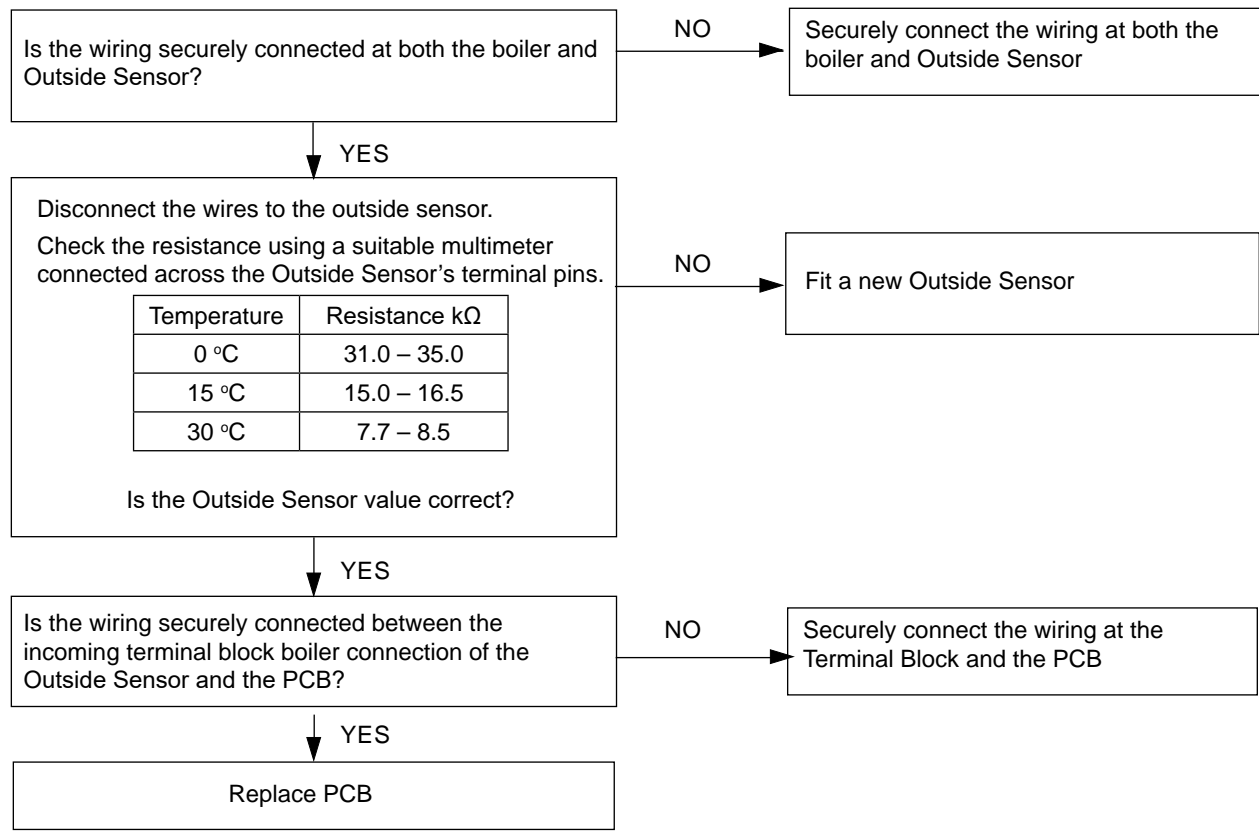 Is the wiring securely connected at both the boiler and
Outside Sensor?
NO
Securely connect the wiring at both the
boiler and Outside Sensor
YES
Disconnect the wires to the outside sensor.
Check the resistance using a suitable multimeter
connected across the Outside Sensor’s terminal pins.
Temperature Resistance kΩ
0 °C 31.0 – 35.0
15 °C 15.0 – 16.5
30 °C 7.7 – 8.5
Is the Outside Sensor value correct?
NO
Fit a new Outside Sensor
YES
Is the wiring securely connected between the
incoming terminal block boiler connection of the
Outside Sensor and the PCB?
NO
Securely connect the wiring at the
Terminal Block and the PCB
YES
Replace PCB